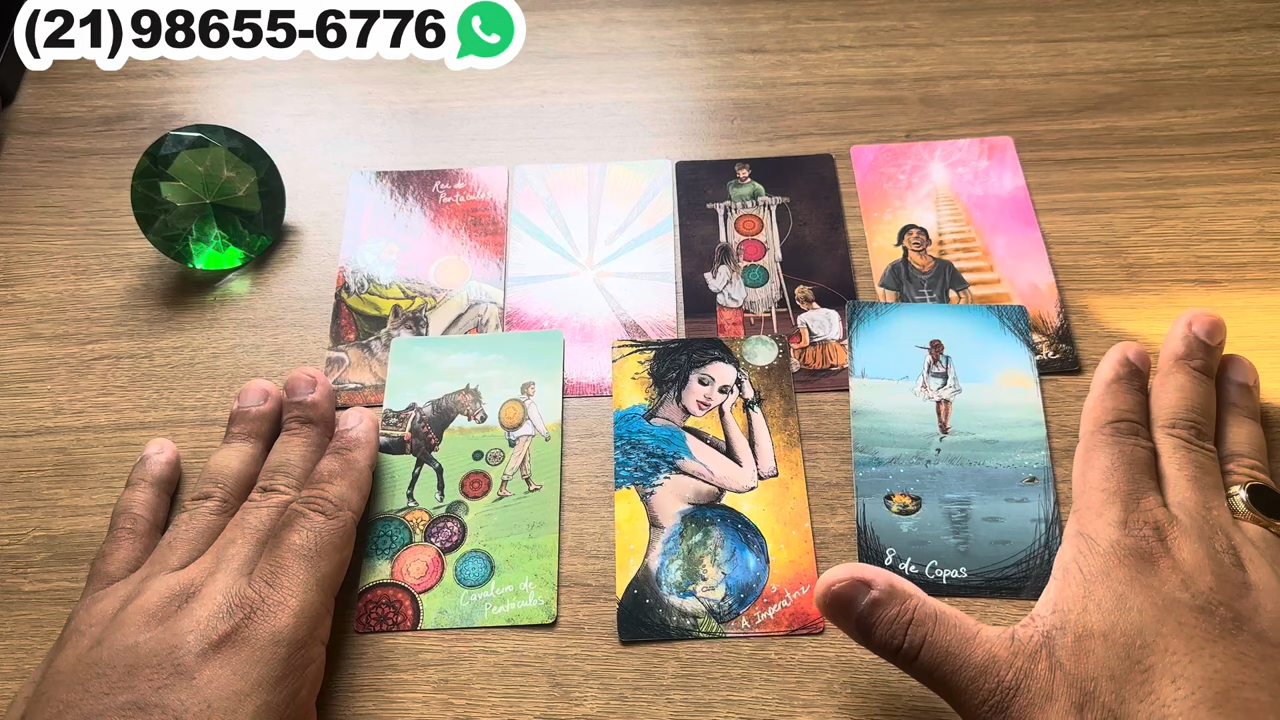 (21)98655-6776
Rei de
Pentáculos
Cavaleiro de
Pentáculos
3
A Imperatriz
8 de Copas